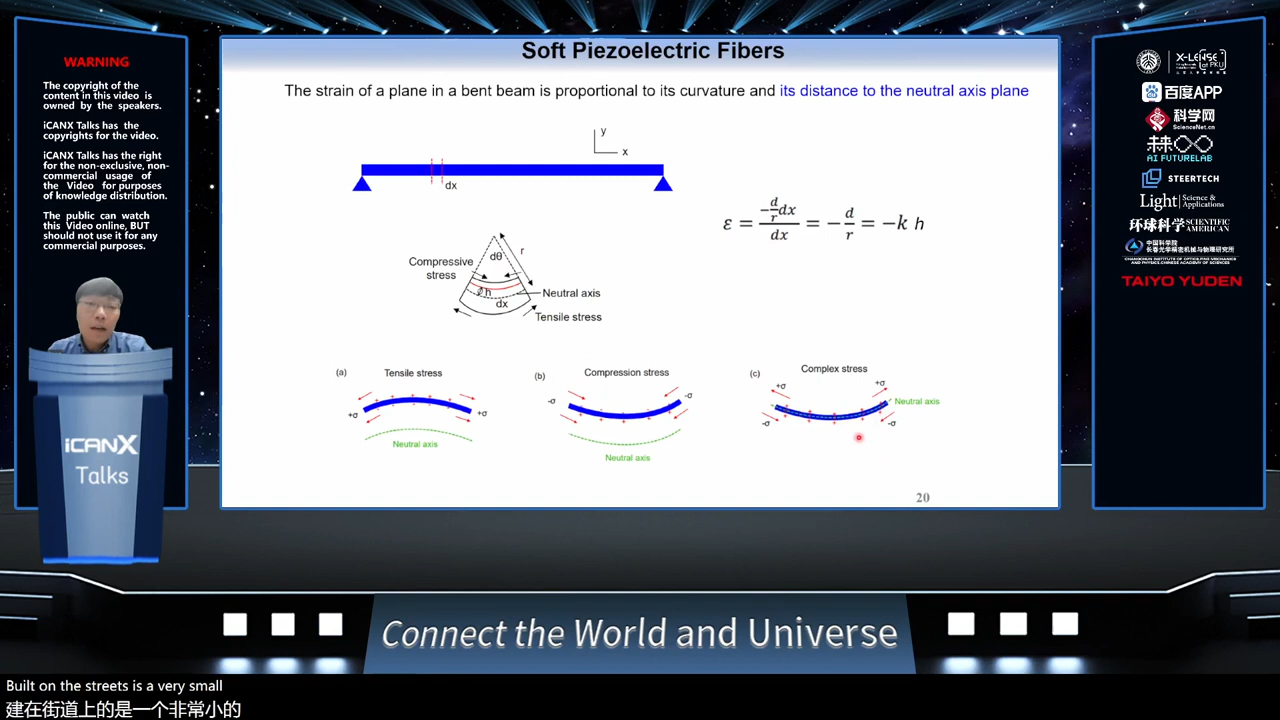 WARNING
The copyright of the
content in this video is
owned by the speakers.
iCANX Talks has the
copyrights for the video.
iCANX Talks has the right
for the non-exclusive, non-
commercial usage of
the Video for purposes
of knowledge distribution.
The public can watch
this Video online, BUT
should not use it for any
commercial purposes.
iCANX
Talks
Soft Piezoelectric Fibers
The strain of a plane in a bent beam is proportional to its curvature and its distance to the neutral axis plane
y
x
dx
ε = (-d/r dx)/dx = -d/r = -k h
dθ
r
Compressive
stress
h
dx
Neutral axis
Tensile stress
(a) Tensile stress
+σ +σ
Neutral axis
(b) Compression stress
-σ -σ
Neutral axis
(c) Complex stress
+σ +σ
Neutral axis
-σ -σ
20
X-LENSE
at PKU
百度APP
科学网
ScienceNet.cn
AI FUTURELAB
STEERTECH
Light Science & Applications
环球科学 SCIENTIFIC AMERICAN
中国科学院
长春光学精密机械与物理研究所
CHANGCHUN INSTITUTE OF OPTICS, FINE MECHANICS
AND PHYSICS, CHINESE ACADEMY OF SCIENCES
TAIYO YUDEN
Connect the World and Universe
Built on the streets is a very small
建在街道上的是一个非常小的